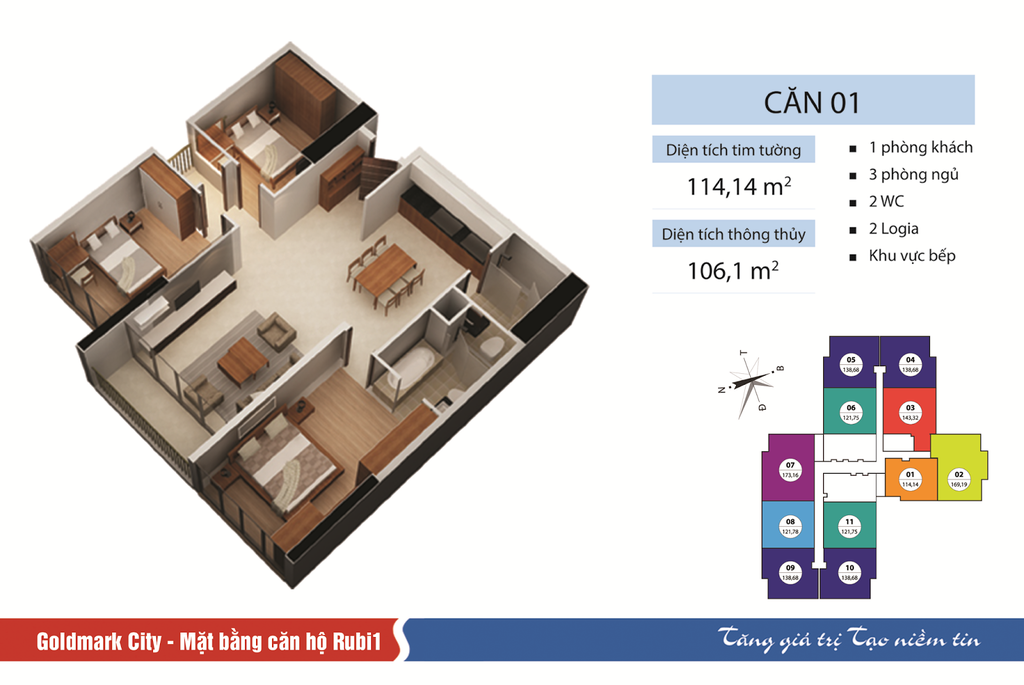 CĂN 01
Diện tích tim tường
114,14 m²
Diện tích thông thủy
106,1 m²
1 phòng khách
3 phòng ngủ
2 WC
2 Logia
Khu vực bếp
T
B
N
Đ
05
138,68
04
138,68
06
121,75
03
143,32
07
173,16
01
114,14
02
169,19
08
121,78
11
121,75
09
138,68
10
138,68
Goldmark City - Mặt bằng căn hộ Rubi1
Tăng giá trị Tạo niềm tin